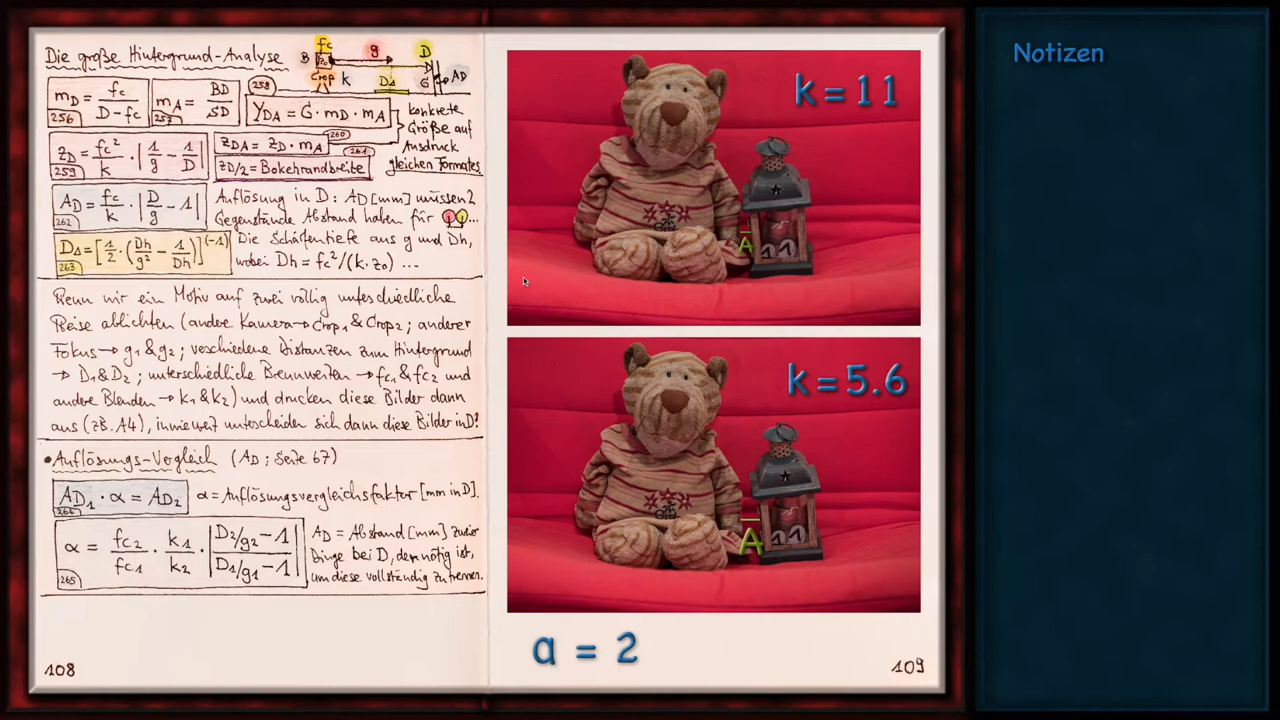 Die große Hintergrund-Analyse
fc
g
D
B
z0
D
AD
Crop
k
DΔ
G
mD = fc / (D - fc)
256
mA = BD / SD
257
258
YDA = G · mD · mA
konkrete
Größe auf
Ausdruck
gleichen Formates
zD = fc² / k · |1/g - 1/D|
259
zDA = zD · mA
260
zD/2 = Bokehrandbreite
261
AD = fc / k · |D/g - 1|
262
Auflösung in D: AD [mm] müssen 2
Gegenstände Abstand haben für ...
DΔ = [1/2 · (Dh/g² - 1/Dh)]^(-1)
263
Die Schärfentiefe aus g und Dh,
wobei Dh = fc²/(k·z0) ...
Wenn wir ein Motiv auf zwei völlig unterschiedliche
Weise ablichten (andere Kamera → Crop1 & Crop2; anderer
Fokus → g1 & g2; verschiedene Distanzen zum Hintergrund
→ D1 & D2; unterschiedliche Brennweiten → fc1 & fc2 und
andere Blenden → k1 & k2) und drucken diese Bilder dann
aus (zB. A4), inwieweit unterscheiden sich dann diese Bilder in D?
• Auflösungs-Vergleich (AD; Seite 67)
AD1 · α = AD2
264
α = Auflösungsvergleichsfaktor [mm in D].
α = fc2/fc1 · k1/k2 · |(D2/g2 - 1)/(D1/g1 - 1)|
265
AD = Abstand [mm] zweier
Dinge bei D, der nötig ist,
um diese vollständig zu trennen.
108
k = 11
A
11
k = 5.6
A
11
a = 2
109
Notizen